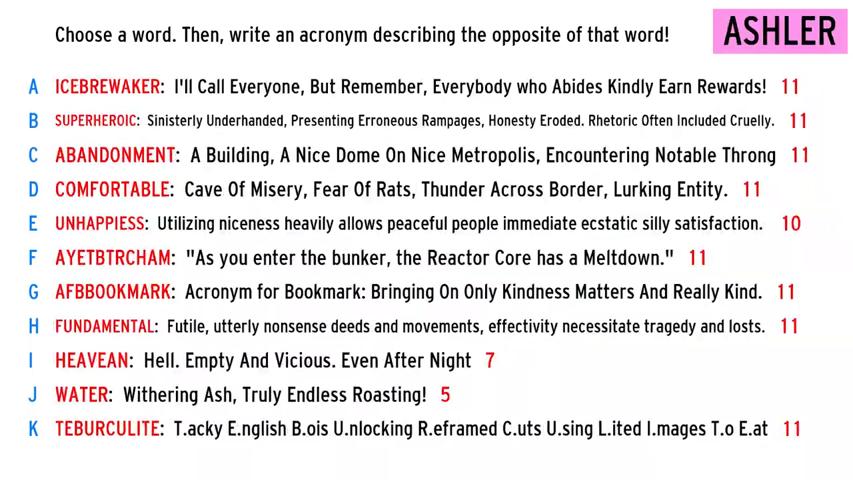 Choose a word. Then, write an acronym describing the opposite of that word!
ASHLER
A ICEBREWAKER: I'll Call Everyone, But Remember, Everybody who Abides Kindly Earn Rewards! 11
B SUPERHEROIC: Sinisterly Underhanded, Presenting Erroneous Rampages, Honesty Eroded. Rhetoric Often Included Cruelly. 11
C ABANDONMENT: A Building, A Nice Dome On Nice Metropolis, Encountering Notable Throng 11
D COMFORTABLE: Cave Of Misery, Fear Of Rats, Thunder Across Border, Lurking Entity. 11
E UNHAPPIESS: Utilizing niceness heavily allows peaceful people immediate ecstatic silly satisfaction. 10
F AYETBTRCHAM: "As you enter the bunker, the Reactor Core has a Meltdown." 11
G AFBBOOKMARK: Acronym for Bookmark: Bringing On Only Kindness Matters And Really Kind. 11
H FUNDAMENTAL: Futile, utterly nonsense deeds and movements, effectivity necessitate tragedy and losts. 11
I HEAVEAN: Hell. Empty And Vicious. Even After Night 7
J WATER: Withering Ash, Truly Endless Roasting! 5
K TEBURCULITE: T.acky E.nglish B.ois U.nlocking R.eframed C.uts U.sing L.ited I.mages T.o E.at 11